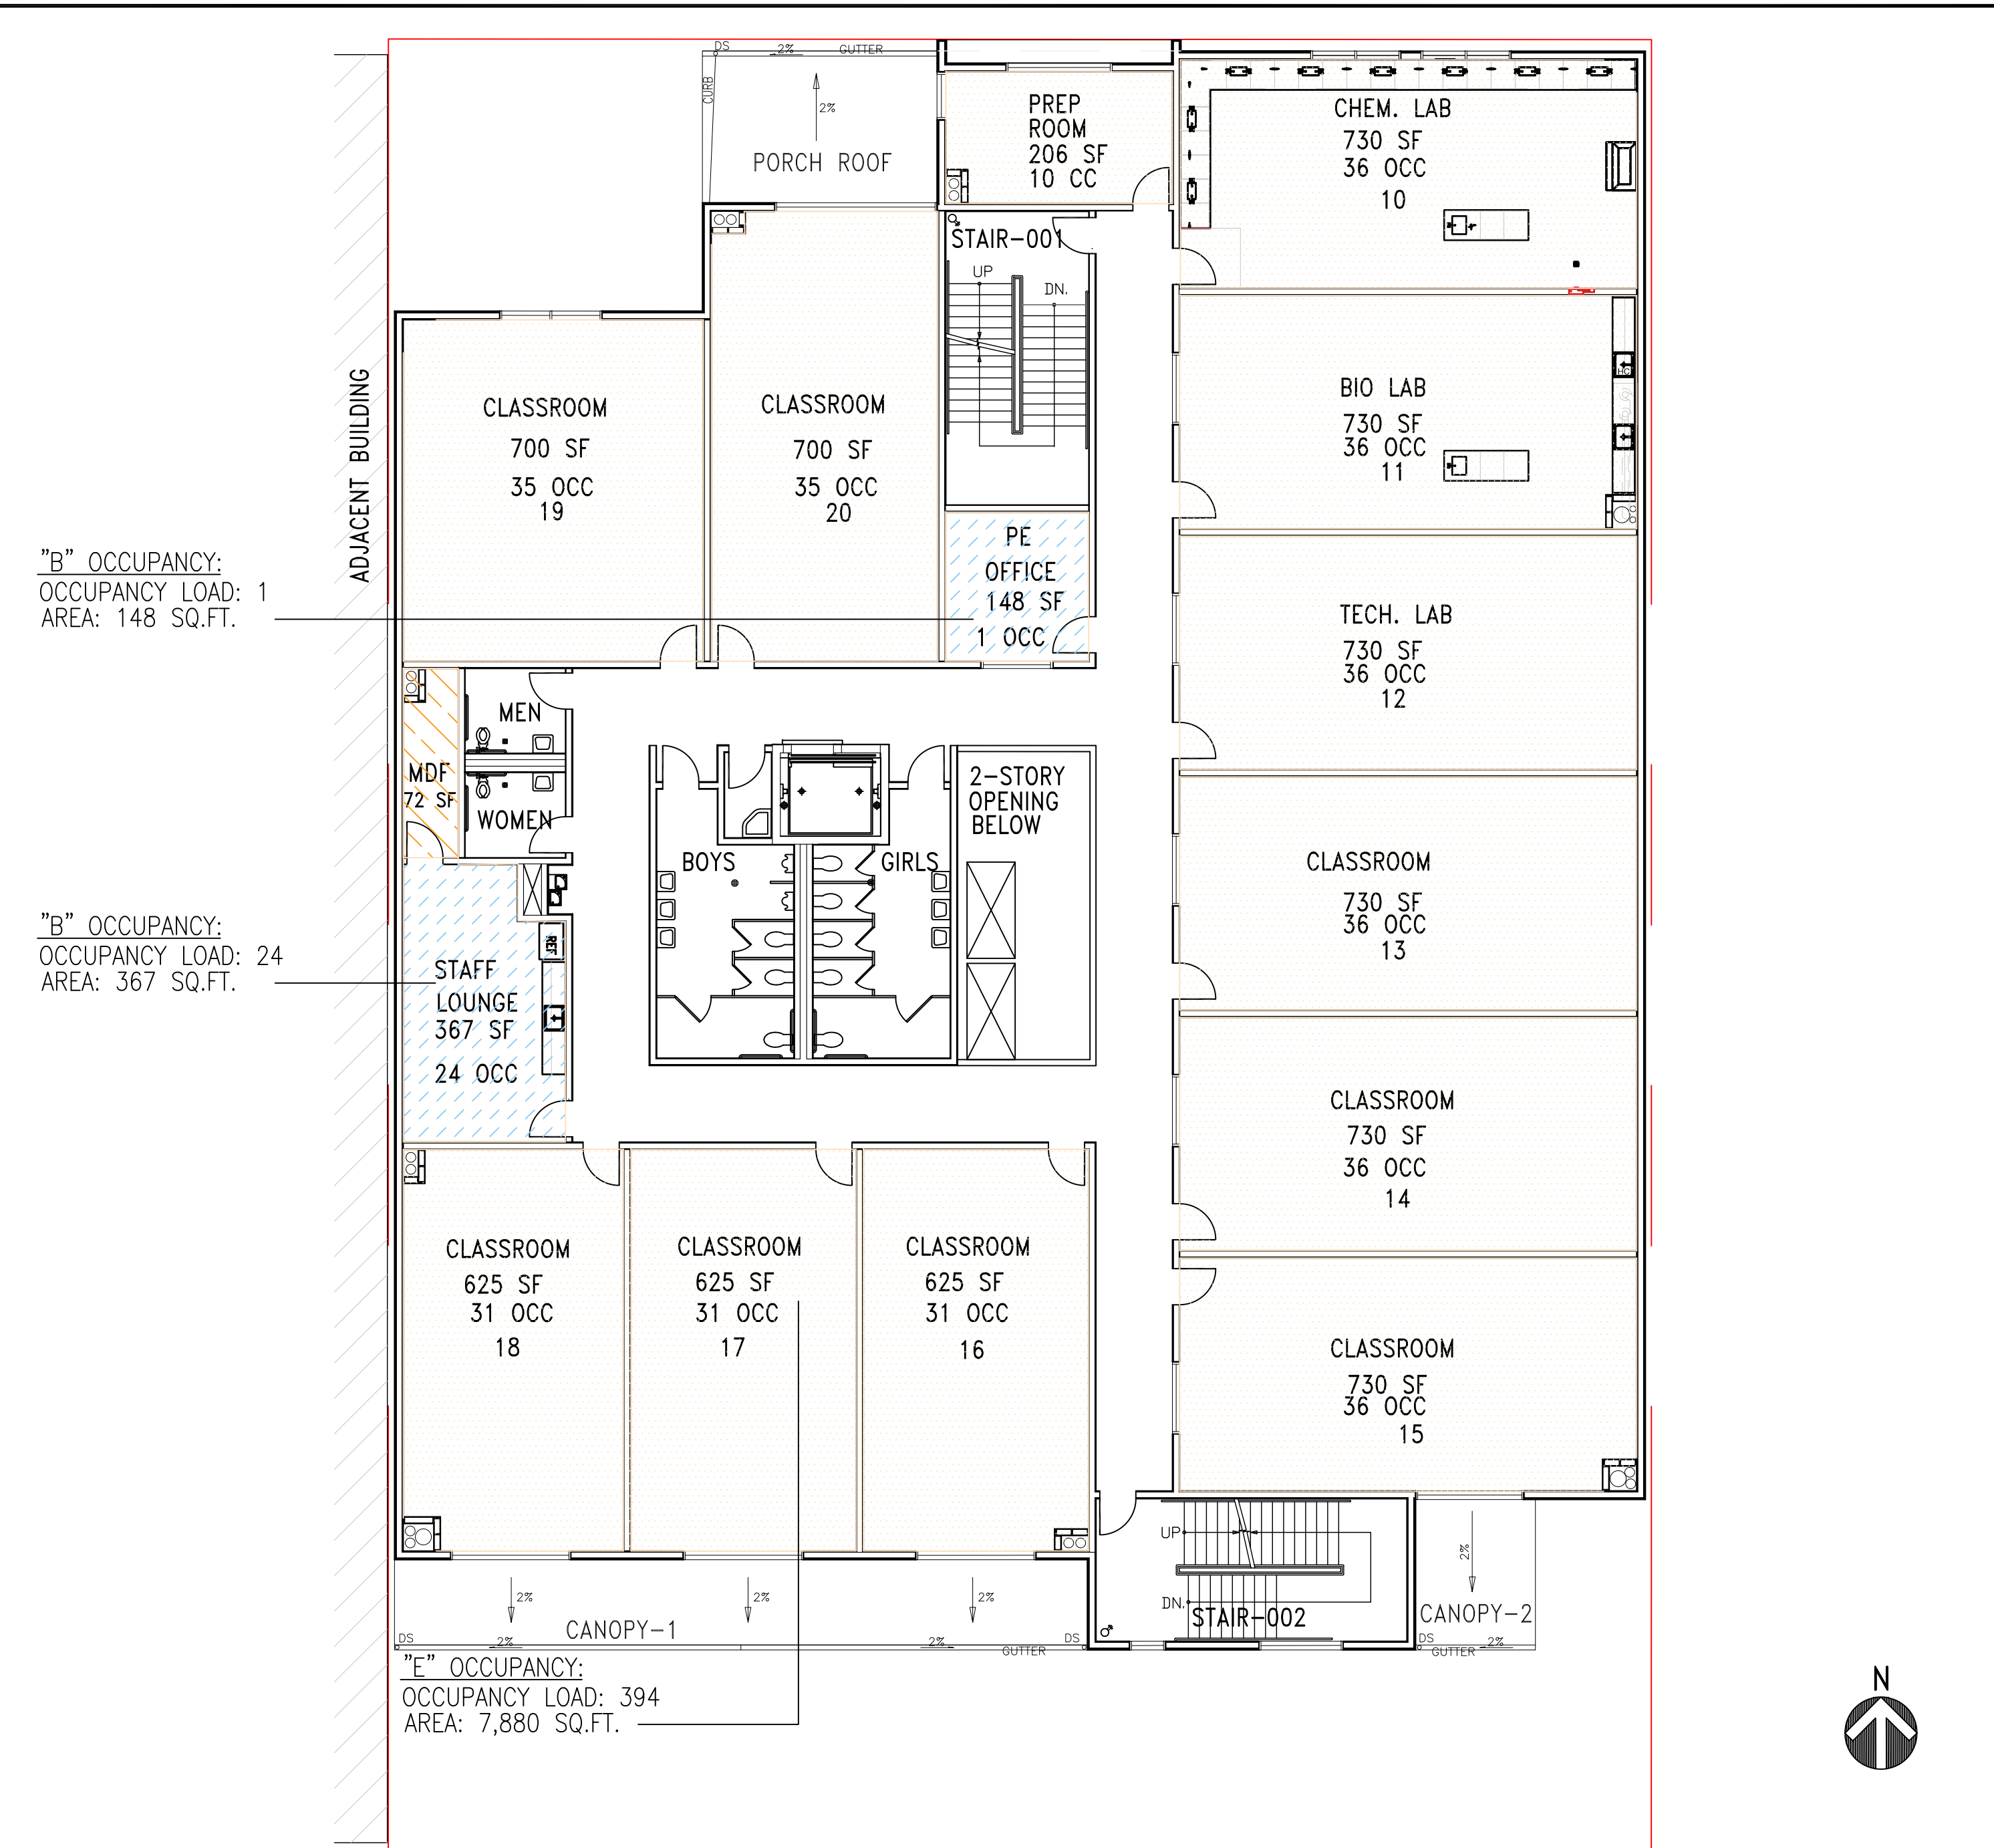 DS
2%
GUTTER
CURB
2%
PORCH ROOF
PREP
ROOM
206 SF
10 CC
CHEM. LAB
730 SF
36 OCC
10
STAIR-001
UP
DN.
ADJACENT BUILDING
CLASSROOM
700 SF
35 OCC
19
CLASSROOM
700 SF
35 OCC
20
BIO LAB
730 SF
36 OCC
11
HC
"B" OCCUPANCY:
OCCUPANCY LOAD: 1
AREA: 148 SQ.FT.
PE
OFFICE
148 SF
1 OCC
TECH. LAB
730 SF
36 OCC
12
MEN
MDF
72 SF
WOMEN
BOYS
GIRLS
2-STORY
OPENING
BELOW
CLASSROOM
730 SF
36 OCC
13
"B" OCCUPANCY:
OCCUPANCY LOAD: 24
AREA: 367 SQ.FT.
REF
STAFF
LOUNGE
367 SF
24 OCC
CLASSROOM
730 SF
36 OCC
14
CLASSROOM
625 SF
31 OCC
18
CLASSROOM
625 SF
31 OCC
17
CLASSROOM
625 SF
31 OCC
16
CLASSROOM
730 SF
36 OCC
15
UP
DN.
STAIR-002
2%
2%
2%
2%
CANOPY-1
CANOPY-2
DS
2%
2%
DS
GUTTER
DS
2%
GUTTER
"E" OCCUPANCY:
OCCUPANCY LOAD: 394
AREA: 7,880 SQ.FT.
N